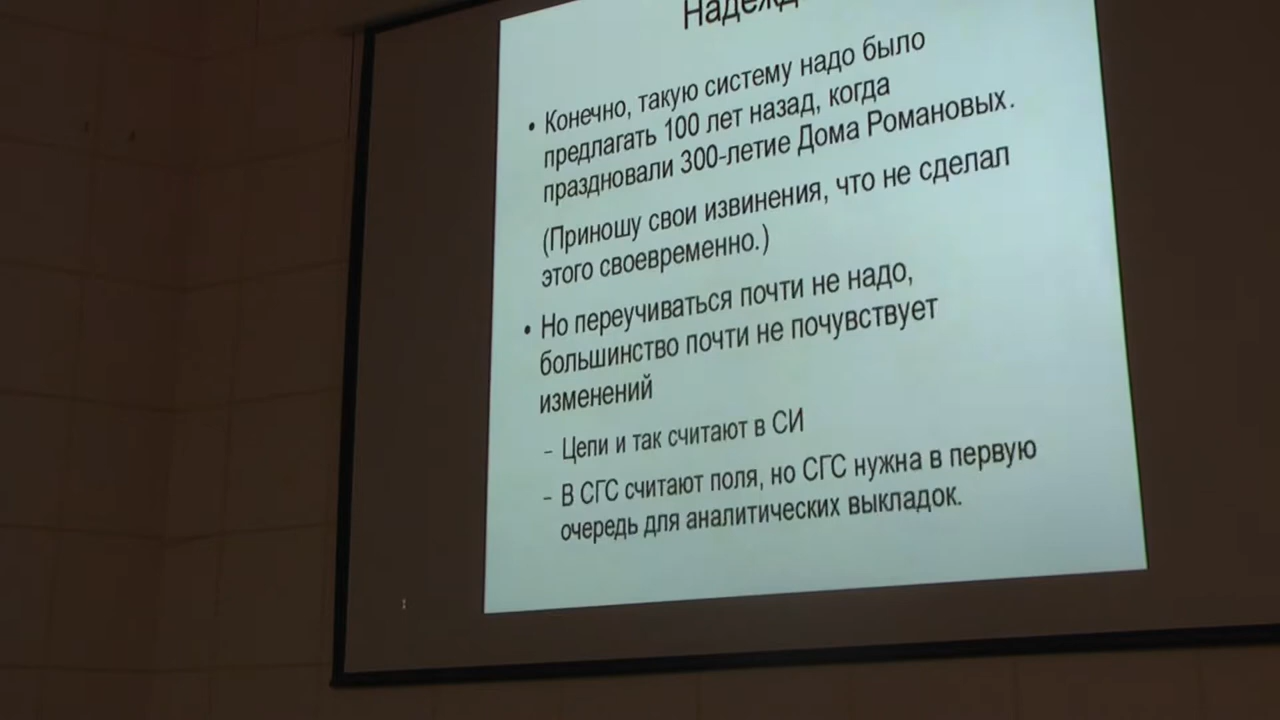 • Конечно, такую систему надо было
предлагать 100 лет назад, когда
праздновали 300-летие Дома Романовых.
(Приношу свои извинения, что не сделал
этого своевременно.)
• Но переучиваться почти не надо,
большинство почти не почувствует
изменений
– Цепи и так считают в СИ
– В СГС считают поля, но СГС нужна в первую
очередь для аналитических выкладок.